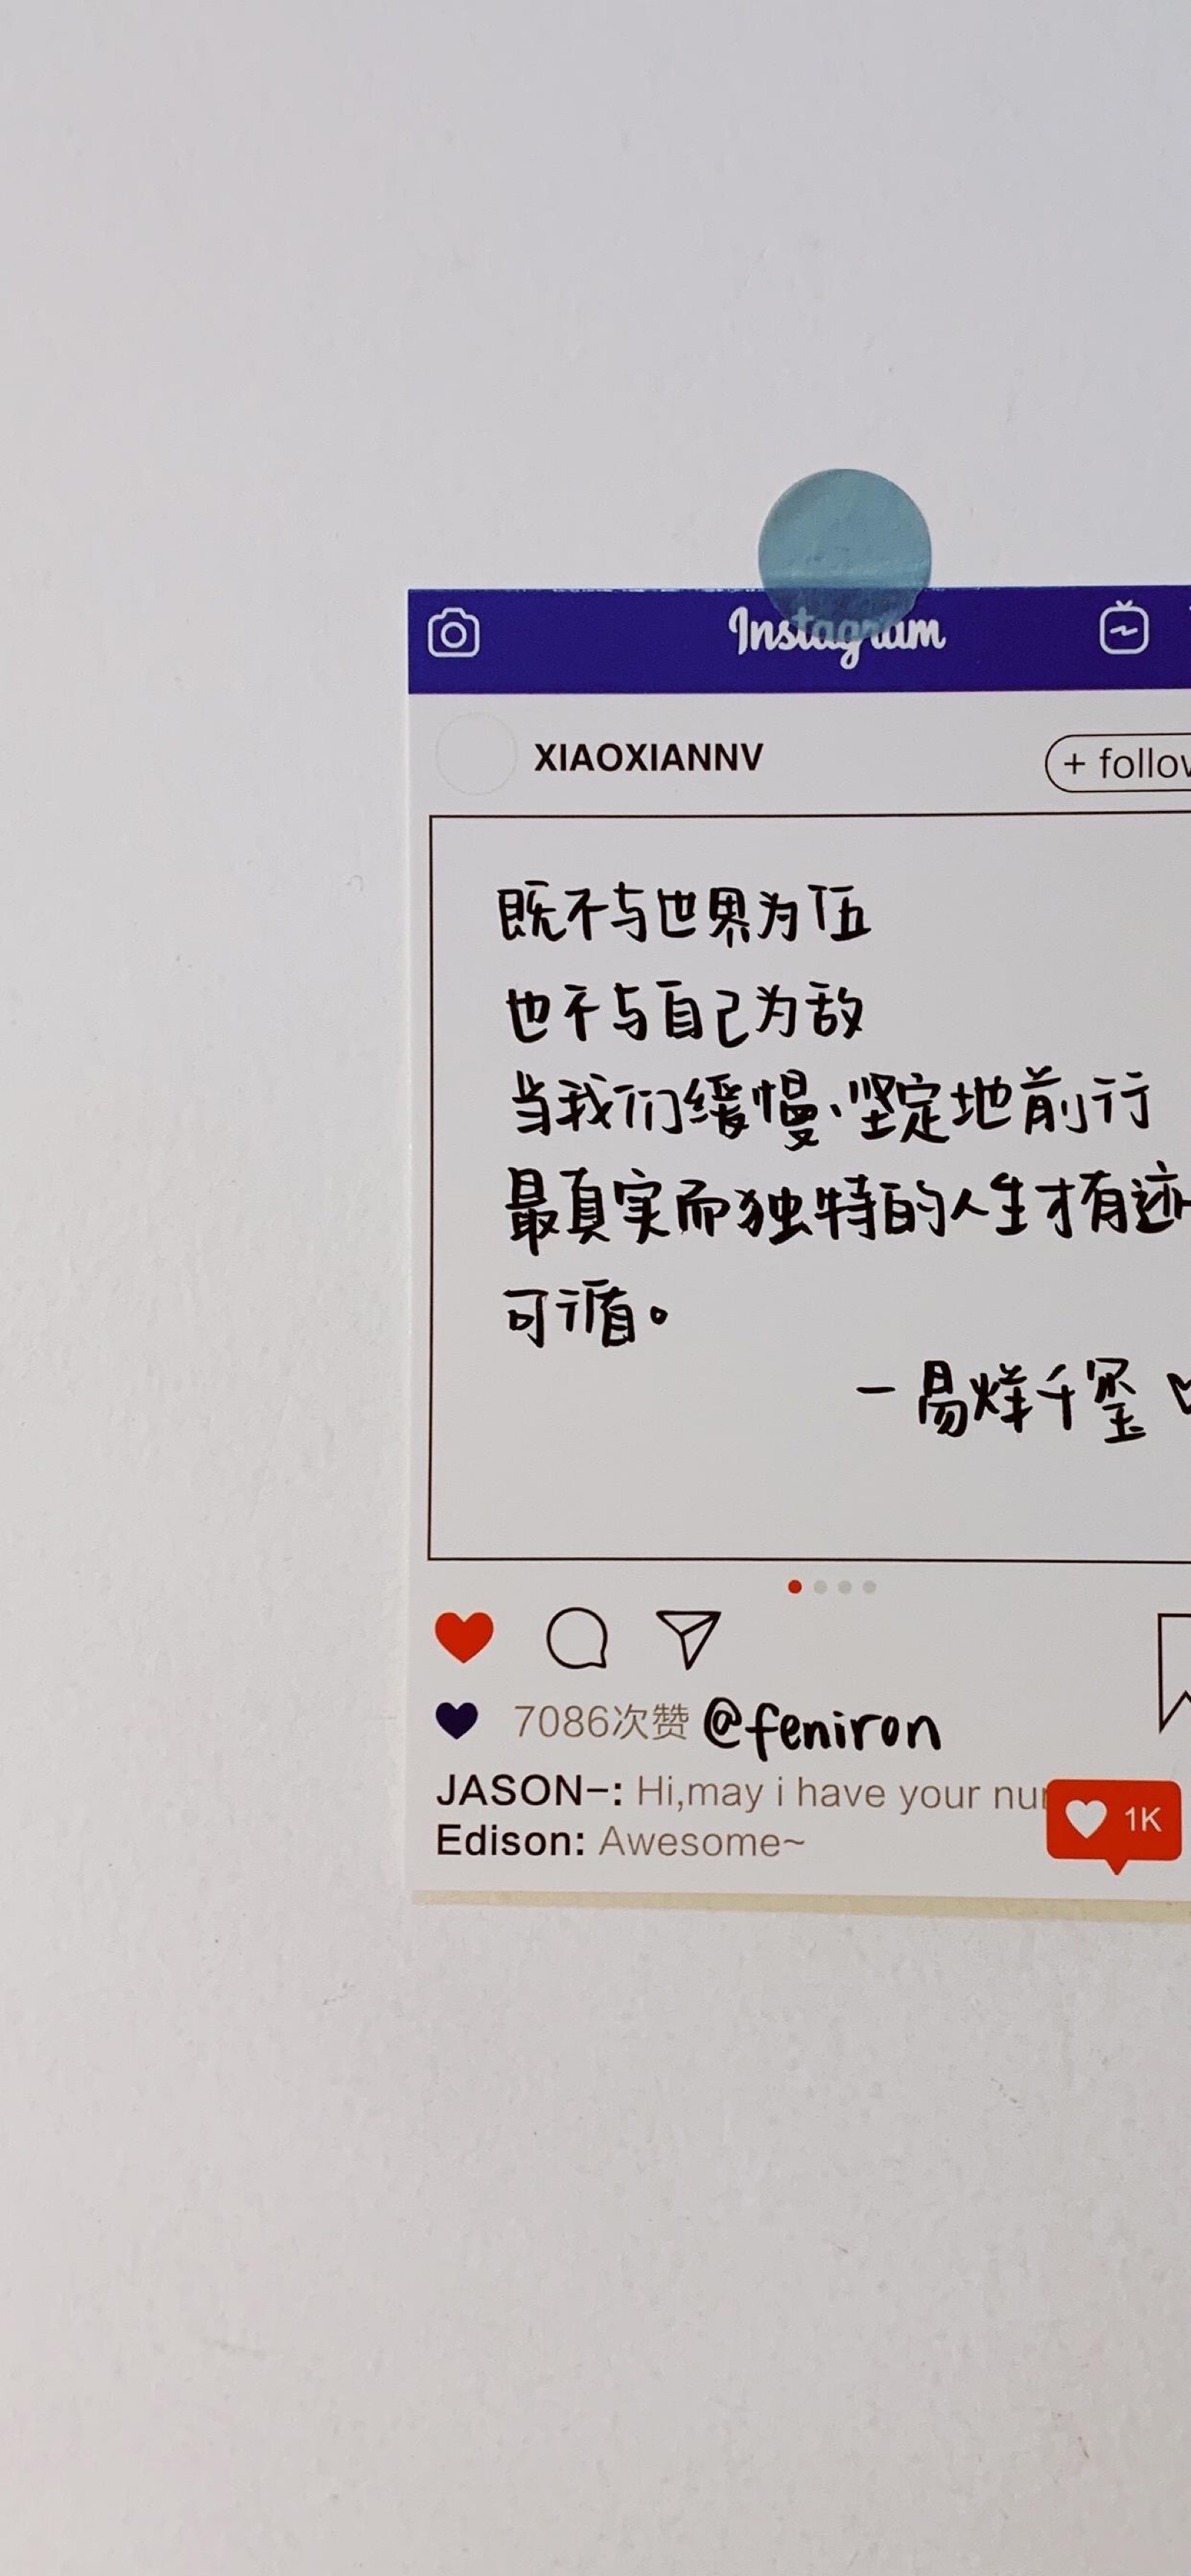 Instagram
XIAOXIANNV
+ follow
既不与世界为伍
也不与自己为敌
当我们缓慢、坚定地前行
最真实而独特的人生才有迹
可循。
- 易烊千玺 ♡
7086次赞 @feniron
JASON-: Hi,may i have your
1K
Edison: Awesome~